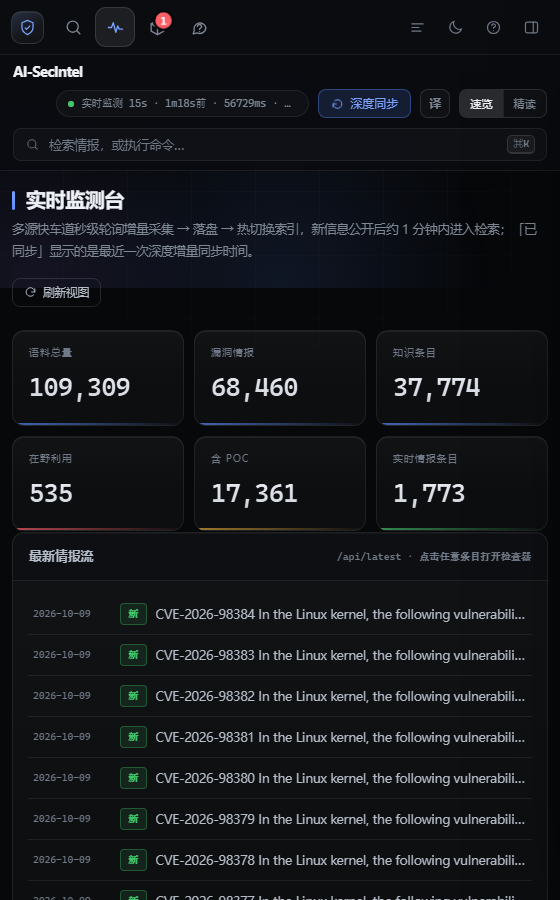 1
AI-SecIntel
实时监测 15s · 1m18s前 · 56729ms · …
深度同步
译
速览 精读
检索情报，或执行命令...
⌘K
实时监测台
多源快车道秒级轮询增量采集 → 落盘 → 热切换索引，新信息公开后约 1 分钟内进入检索；「已
同步」显示的是最近一次深度增量同步时间。
刷新视图
语料总量 漏洞情报 知识条目
109,309 68,460 37,774
在野利用 含 POC 实时情报条目
535 17,361 1,773
最新情报流 /api/latest · 点击任意条目打开检查器
2026-10-09 新 CVE-2026-98384 In the Linux kernel, the following vulnerabili...
2026-10-09 新 CVE-2026-98383 In the Linux kernel, the following vulnerabili...
2026-10-09 新 CVE-2026-98382 In the Linux kernel, the following vulnerabili...
2026-10-09 新 CVE-2026-98381 In the Linux kernel, the following vulnerabili...
2026-10-09 新 CVE-2026-98380 In the Linux kernel, the following vulnerabili...
2026-10-09 新 CVE-2026-98379 In the Linux kernel, the following vulnerabili...
2026-10-09 新 CVE-2026-98378 In the Linux kernel, the following vulnerabili...
2026-10-09 新 CVE-2026-98377 In the Linux kernel, the following vulnerabili...